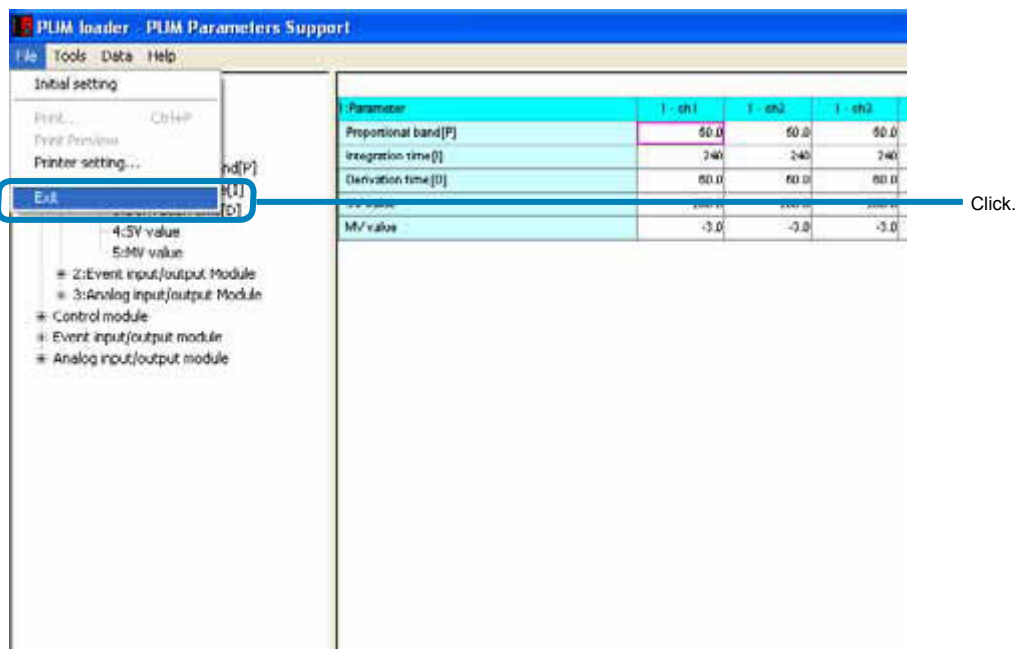 PUM loader - PUM Parameters Support
File Tools Data Help
Initial setting
Print... Ctrl+P
Print Preview
Printer setting...
Exit
nd[P]
[I]
[D]
4:SV value
5:MV value
2:Event input/output Module
3:Analog input/output Module
Control module
Event input/output module
Analog input/output module
:Parameter 1 - ch1 1 - ch2 1 - ch3
Proportional band[P] 60.0 60.0 60.0
Integration time[I] 240 240 240
Derivation time[D] 60.0 60.0 60.0
MV value -3.0 -3.0 -3.0
Click.